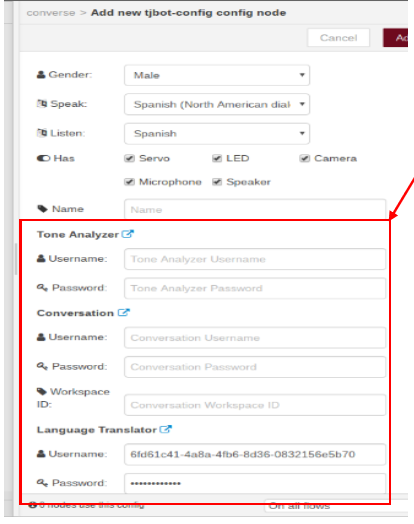 converse > Add new tjbot-config config node
Cancel
Gender: Male
Speak: Spanish (North American dial
Listen: Spanish
Has Servo LED Camera
Microphone Speaker
Name Name
Tone Analyzer
Username: Tone Analyzer Username
Password: Tone Analyzer Password
Conversation
Username: Conversation Username
Password: Conversation Password
Workspace
ID: Conversation Workspace ID
Language Translator
Username: 6fd61c41-4a8a-4fb6-8d36-0832156e5b70
Password: ••••••••••••
nodes use this config On all flows